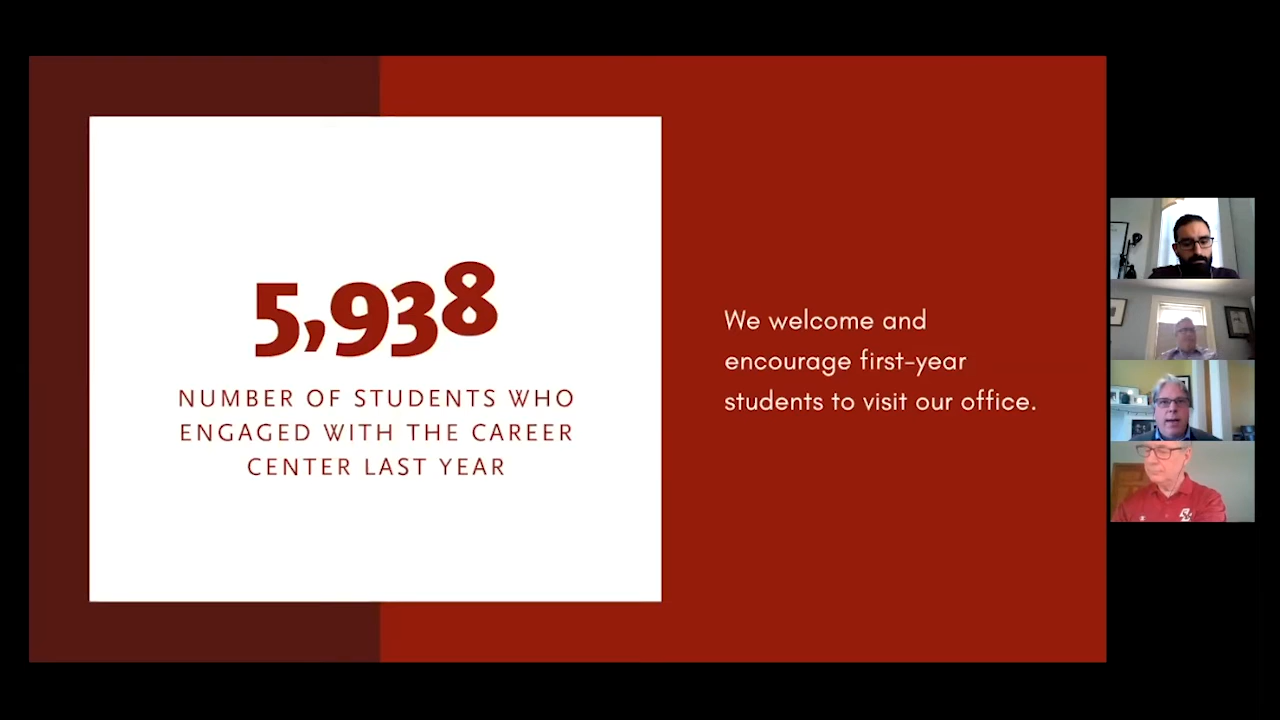 5,938
NUMBER OF STUDENTS WHO
ENGAGED WITH THE CAREER
CENTER LAST YEAR
We welcome and
encourage first-year
students to visit our office.